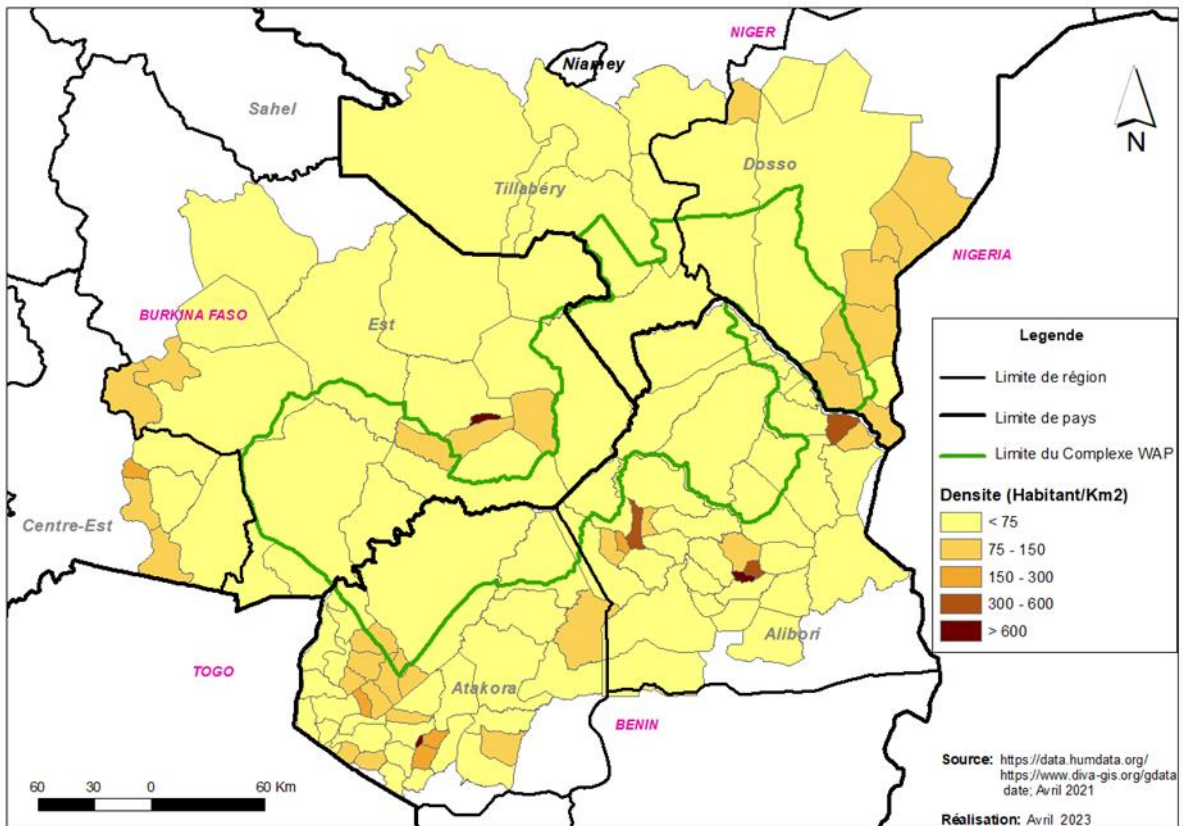 NIGER
Niamey
Sahel
N
Dosso
Tillabéry
NIGERIA
BURKINA FASO
Est
Legende
Limite de région
Limite de pays
Limite du Complexe WAP
Densite (Habitant/Km2)
< 75
75 - 150
150 - 300
300 - 600
> 600
Centre-Est
Alibori
TOGO
Atakora
BENIN
60 30 0 60 Km
Source: https://data.humdata.org/
https://www.diva-gis.org/gdata
date; Avril 2021
Réalisation: Avril 2023